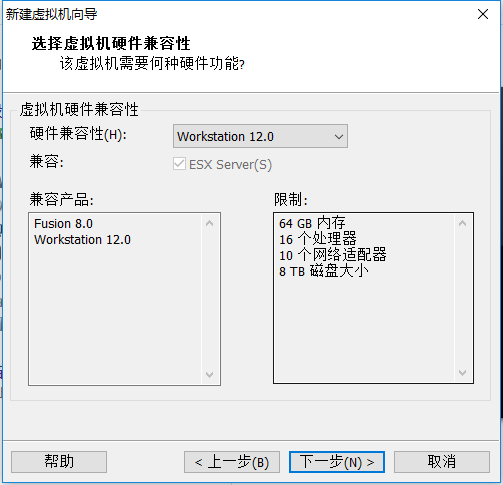 新建虚拟机向导
选择虚拟机硬件兼容性
该虚拟机需要何种硬件功能?
虚拟机硬件兼容性
硬件兼容性(H): Workstation 12.0
兼容: ESX Server(S)
兼容产品:
Fusion 8.0
Workstation 12.0
限制:
64 GB 内存
16 个处理器
10 个网络适配器
8 TB 磁盘大小
帮助 < 上一步(B) 下一步(N) > 取消